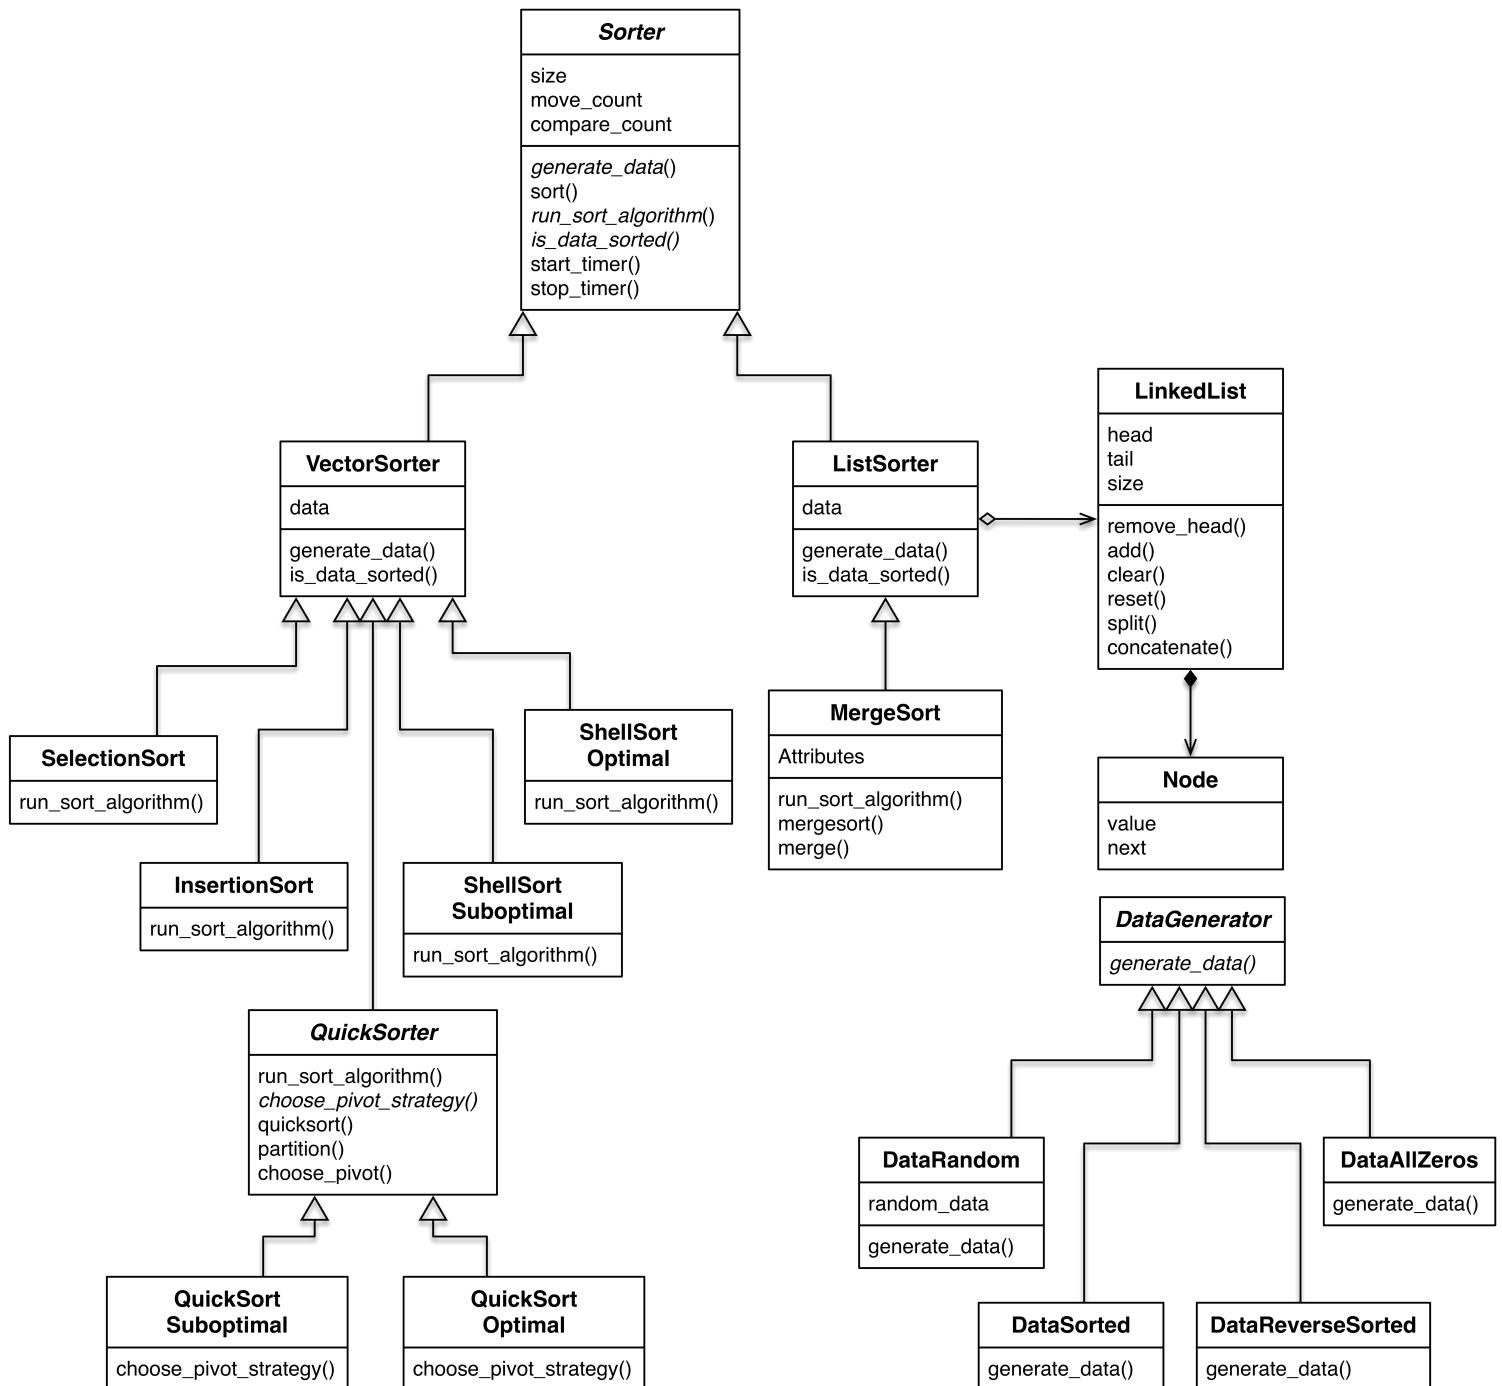 Sorter
size
move_count
compare_count
generate_data()
sort()
run_sort_algorithm()
is_data_sorted()
start_timer()
stop_timer()
VectorSorter
data
generate_data()
is_data_sorted()
ListSorter
data
generate_data()
is_data_sorted()
LinkedList
head
tail
size
remove_head()
add()
clear()
reset()
split()
concatenate()
SelectionSort
run_sort_algorithm()
InsertionSort
run_sort_algorithm()
ShellSort
Suboptimal
run_sort_algorithm()
ShellSort
Optimal
run_sort_algorithm()
MergeSort
Attributes
run_sort_algorithm()
mergesort()
merge()
Node
value
next
QuickSorter
run_sort_algorithm()
choose_pivot_strategy()
quicksort()
partition()
choose_pivot()
QuickSort
Suboptimal
choose_pivot_strategy()
QuickSort
Optimal
choose_pivot_strategy()
DataGenerator
generate_data()
DataRandom
random_data
generate_data()
DataSorted
generate_data()
DataReverseSorted
generate_data()
DataAllZeros
generate_data()